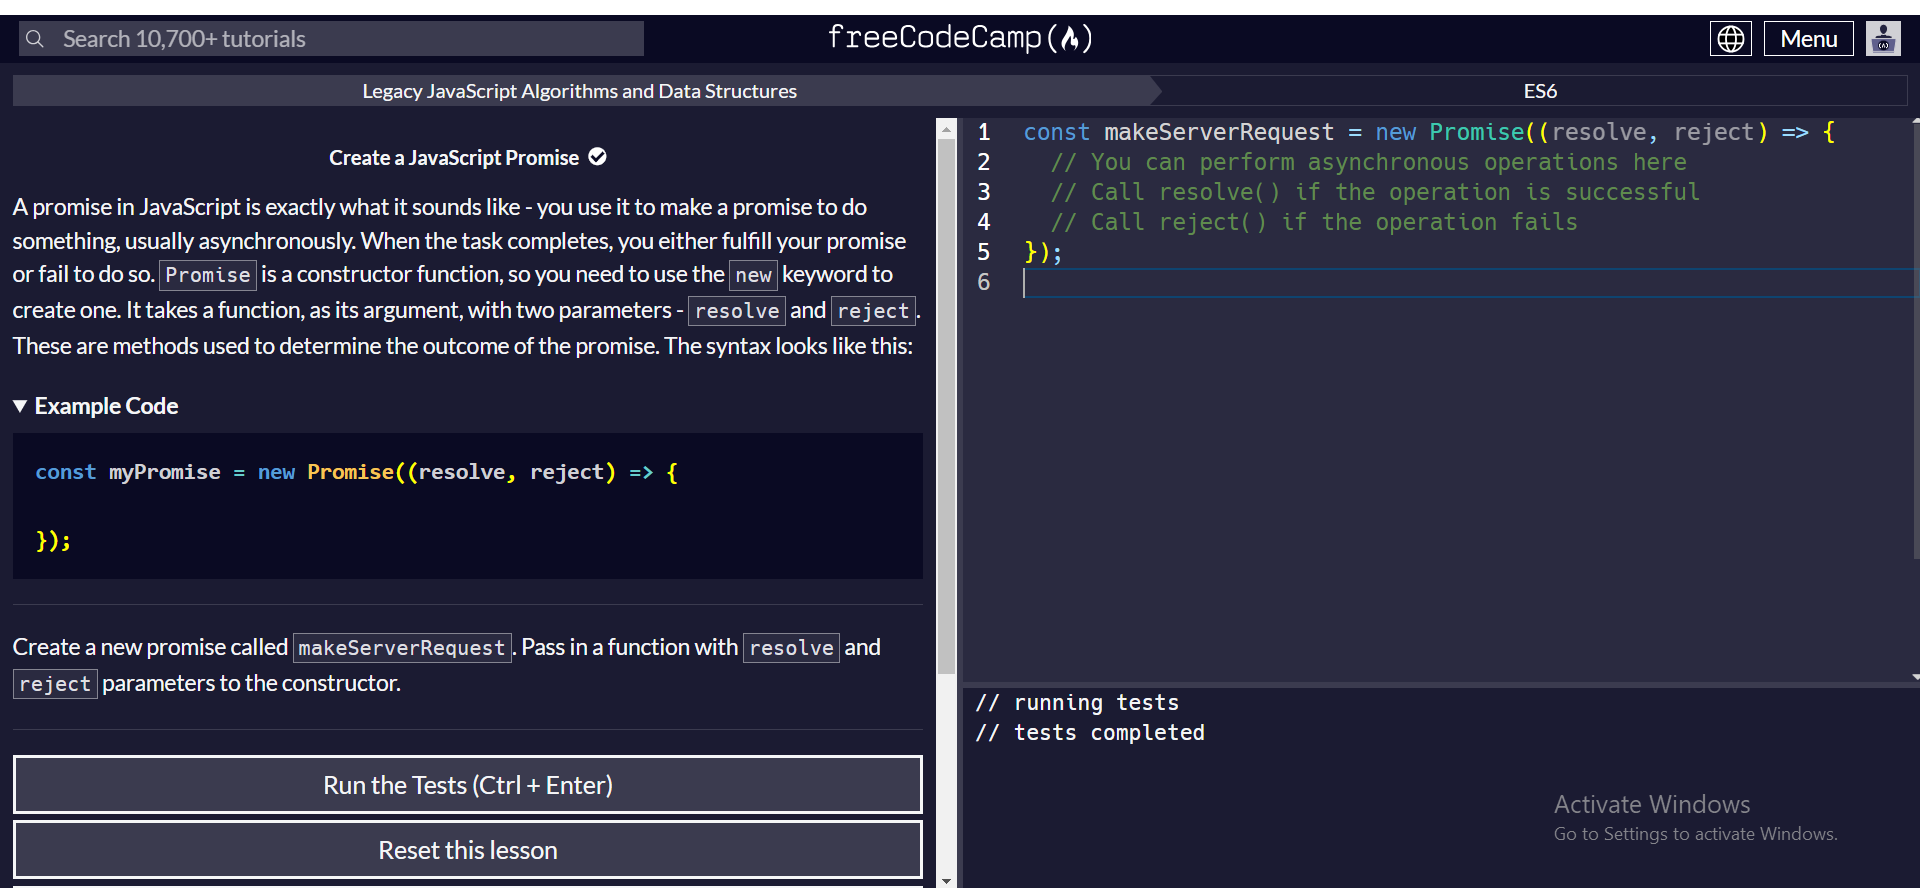 Search 10,700+ tutorials
freeCodeCamp
Menu
Legacy JavaScript Algorithms and Data Structures
ES6
Create a JavaScript Promise
A promise in JavaScript is exactly what it sounds like - you use it to make a promise to do
something, usually asynchronously. When the task completes, you either fulfill your promise
or fail to do so. Promise is a constructor function, so you need to use the new keyword to
create one. It takes a function, as its argument, with two parameters - resolve and reject.
These are methods used to determine the outcome of the promise. The syntax looks like this:
Example Code
const myPromise = new Promise((resolve, reject) => {
});
Create a new promise called makeServerRequest. Pass in a function with resolve and
reject parameters to the constructor.
Run the Tests (Ctrl + Enter)
Reset this lesson
1 const makeServerRequest = new Promise((resolve, reject) => {
2 // You can perform asynchronous operations here
3 // Call resolve() if the operation is successful
4 // Call reject() if the operation fails
5 });
6
// running tests
// tests completed
Activate Windows
Go to Settings to activate Windows.